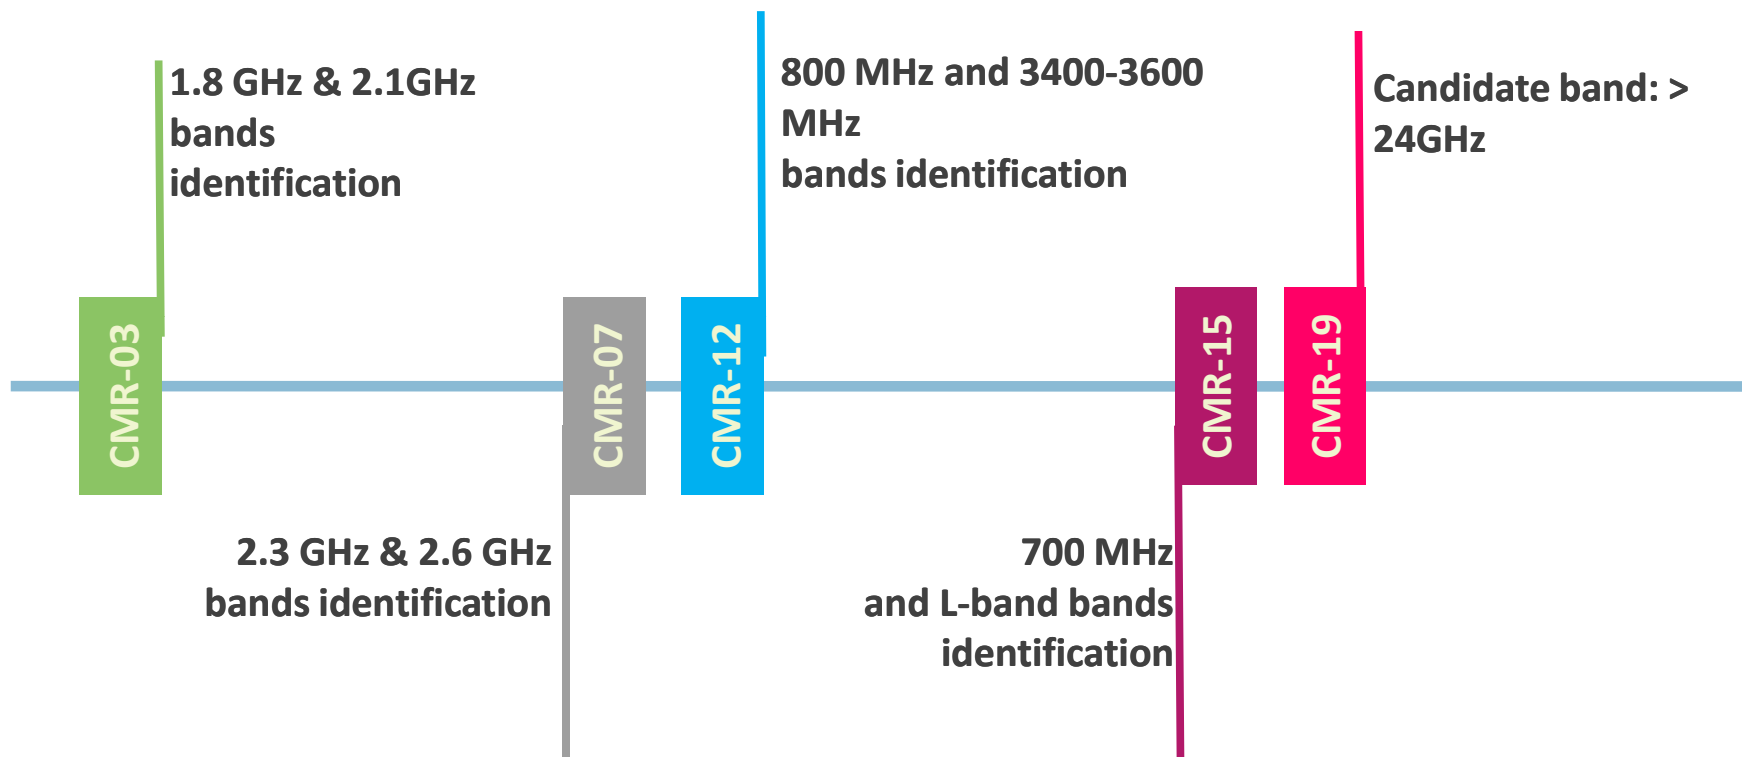 1.8 GHz & 2.1GHz
bands
identification
800 MHz and 3400-3600
MHz
bands identification
Candidate band: >
24GHz
CMR-03
CMR-07
CMR-12
CMR-15
CMR-19
2.3 GHz & 2.6 GHz
bands identification
700 MHz
and L-band bands
identification